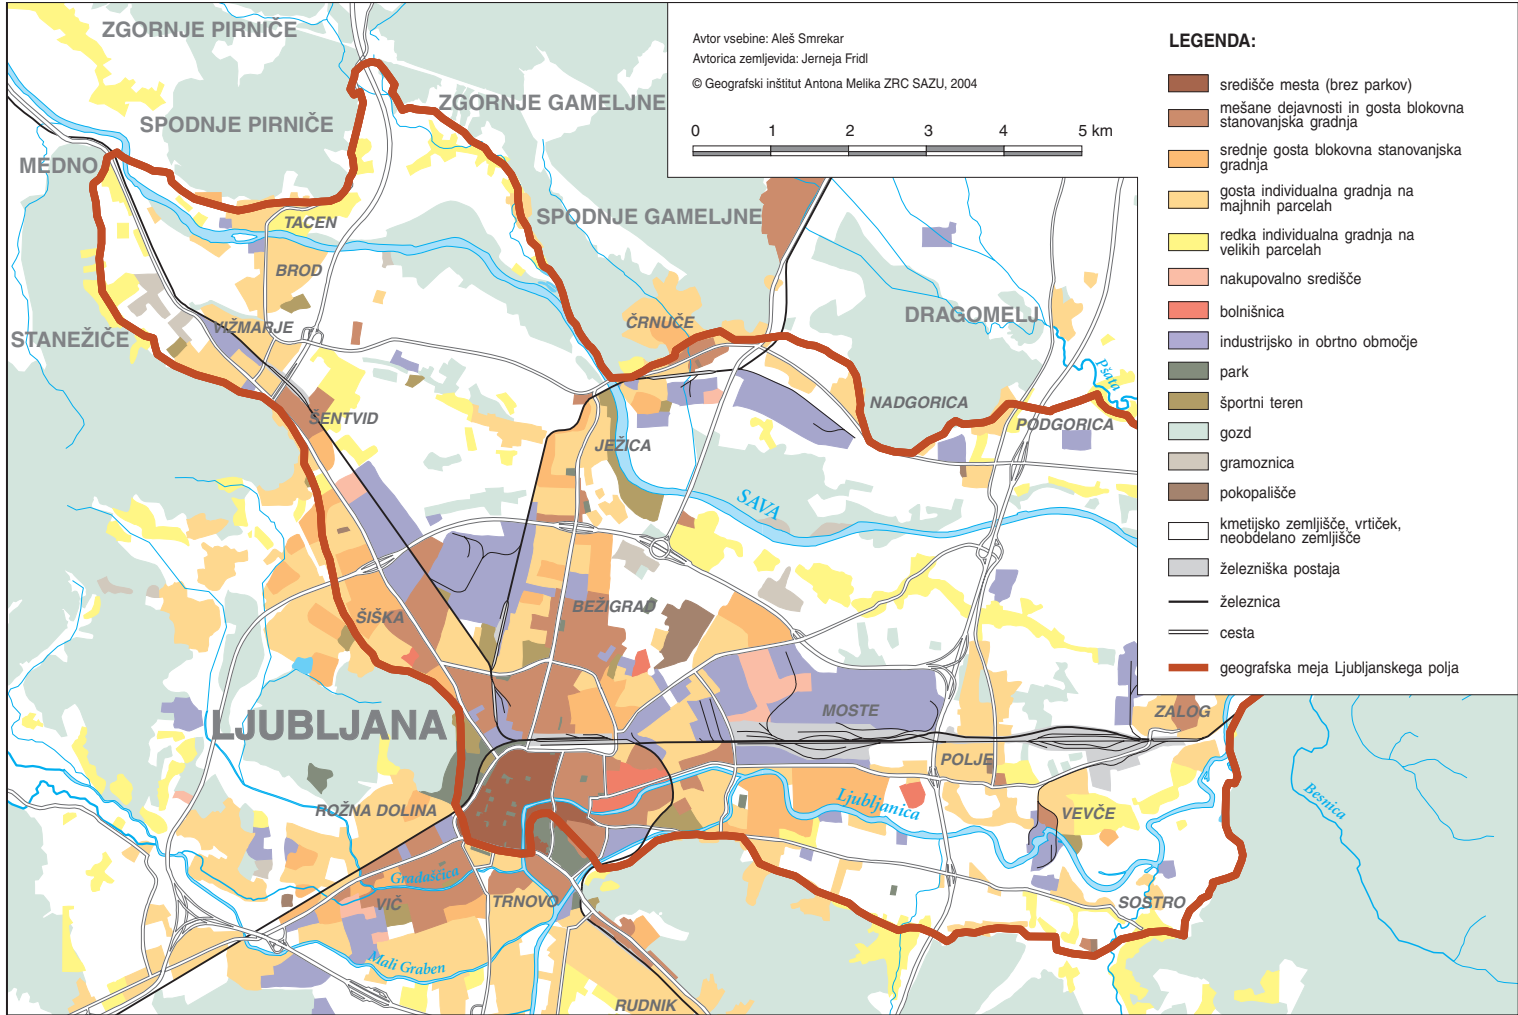 ZGORNJE PIRNIČE
SPODNJE PIRNIČE
ZGORNJE GAMELJNE
MEDNO
TACEN
SPODNJE GAMELJNE
BROD
STANEŽIČE
VIŽMARJE
ČRNUČE
DRAGOMELJ
Pšata
ŠENTVID
NADGORICA
PODGORICA
JEŽICA
SAVA
ŠIŠKA
BEŽIGRAD
LJUBLJANA
MOSTE
ZALOG
POLJE
ROŽNA DOLINA
Ljubljanica
VEVČE
Besnica
Gradaščica
VIČ
TRNOVO
SOSTRO
Mali Graben
RUDNIK
Avtor vsebine: Aleš Smrekar
Avtorica zemljevida: Jerneja Fridl
© Geografski inštitut Antona Melika ZRC SAZU, 2004
0 1 2 3 4 5 km
LEGENDA:
središče mesta (brez parkov)
mešane dejavnosti in gosta blokovna
stanovanjska gradnja
srednje gosta blokovna stanovanjska
gradnja
gosta individualna gradnja na
majhnih parcelah
redka individualna gradnja na
velikih parcelah
nakupovalno središče
bolnišnica
industrijsko in obrtno območje
park
športni teren
gozd
gramoznica
pokopališče
kmetijsko zemljišče, vrtiček,
neobdelano zemljišče
železniška postaja
železnica
cesta
geografska meja Ljubljanskega polja